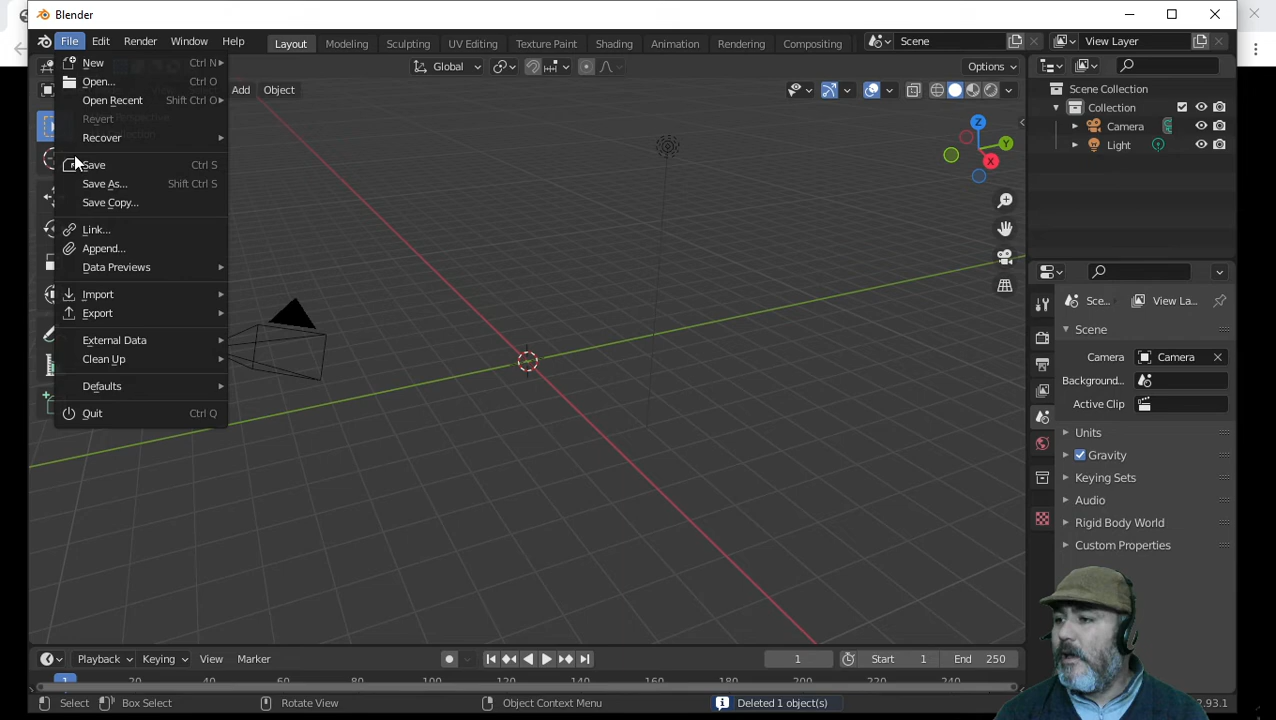 Blender
File Edit Render Window Help Layout Modeling Sculpting UV Editing Texture Paint Shading Animation Rendering Compositing Scene View Layer
Global Options
Add Object
New Ctrl N
Open... Ctrl O
Open Recent Shift Ctrl O
Revert
Recover
Save Ctrl S
Save As... Shift Ctrl S
Save Copy...
Link...
Append...
Data Previews
Import
Export
External Data
Clean Up
Defaults
Quit Ctrl Q
Z
Y
X
Scene Collection
Collection
Camera
Light
Sce... View La...
Scene
Camera Camera
Background...
Active Clip
Units
Gravity
Keying Sets
Audio
Rigid Body World
Custom Properties
Playback Keying View Marker 1 Start 1 End 250
1 20 40 60 80 100 120 140 160 180 200 220 240
Select Box Select Rotate View Object Context Menu Deleted 1 object(s) 2.93.1